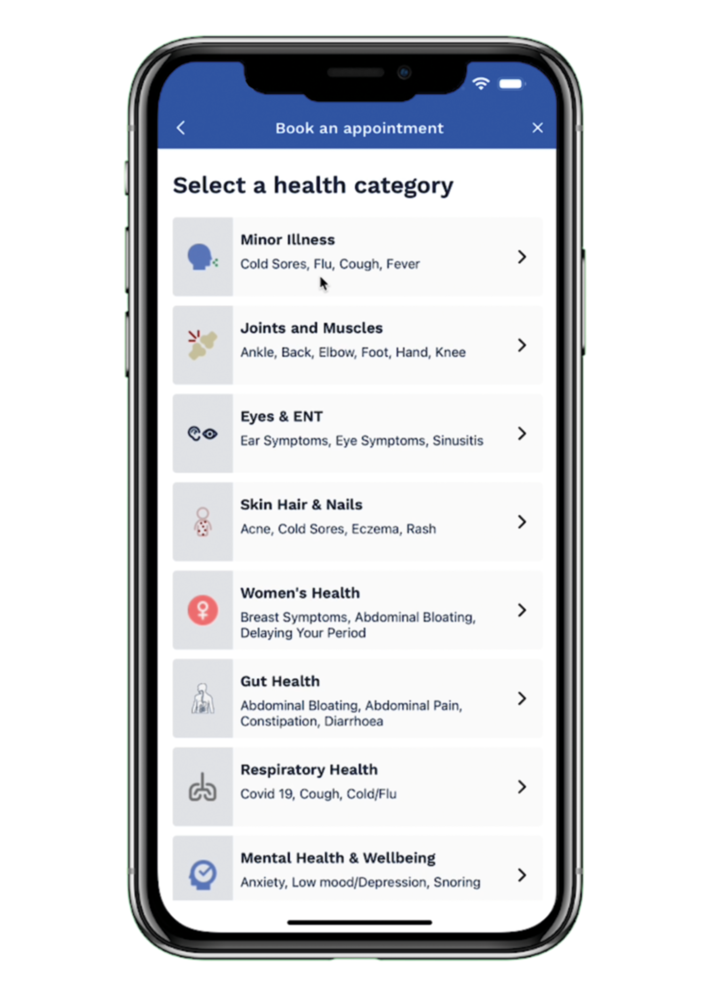 Book an appointment
Select a health category
Minor Illness
Cold Sores, Flu, Cough, Fever
Joints and Muscles
Ankle, Back, Elbow, Foot, Hand, Knee
Eyes & ENT
Ear Symptoms, Eye Symptoms, Sinusitis
Skin Hair & Nails
Acne, Cold Sores, Eczema, Rash
Women's Health
Breast Symptoms, Abdominal Bloating,
Delaying Your Period
Gut Health
Abdominal Bloating, Abdominal Pain,
Constipation, Diarrhoea
Respiratory Health
Covid 19, Cough, Cold/Flu
Mental Health & Wellbeing
Anxiety, Low mood/Depression, Snoring